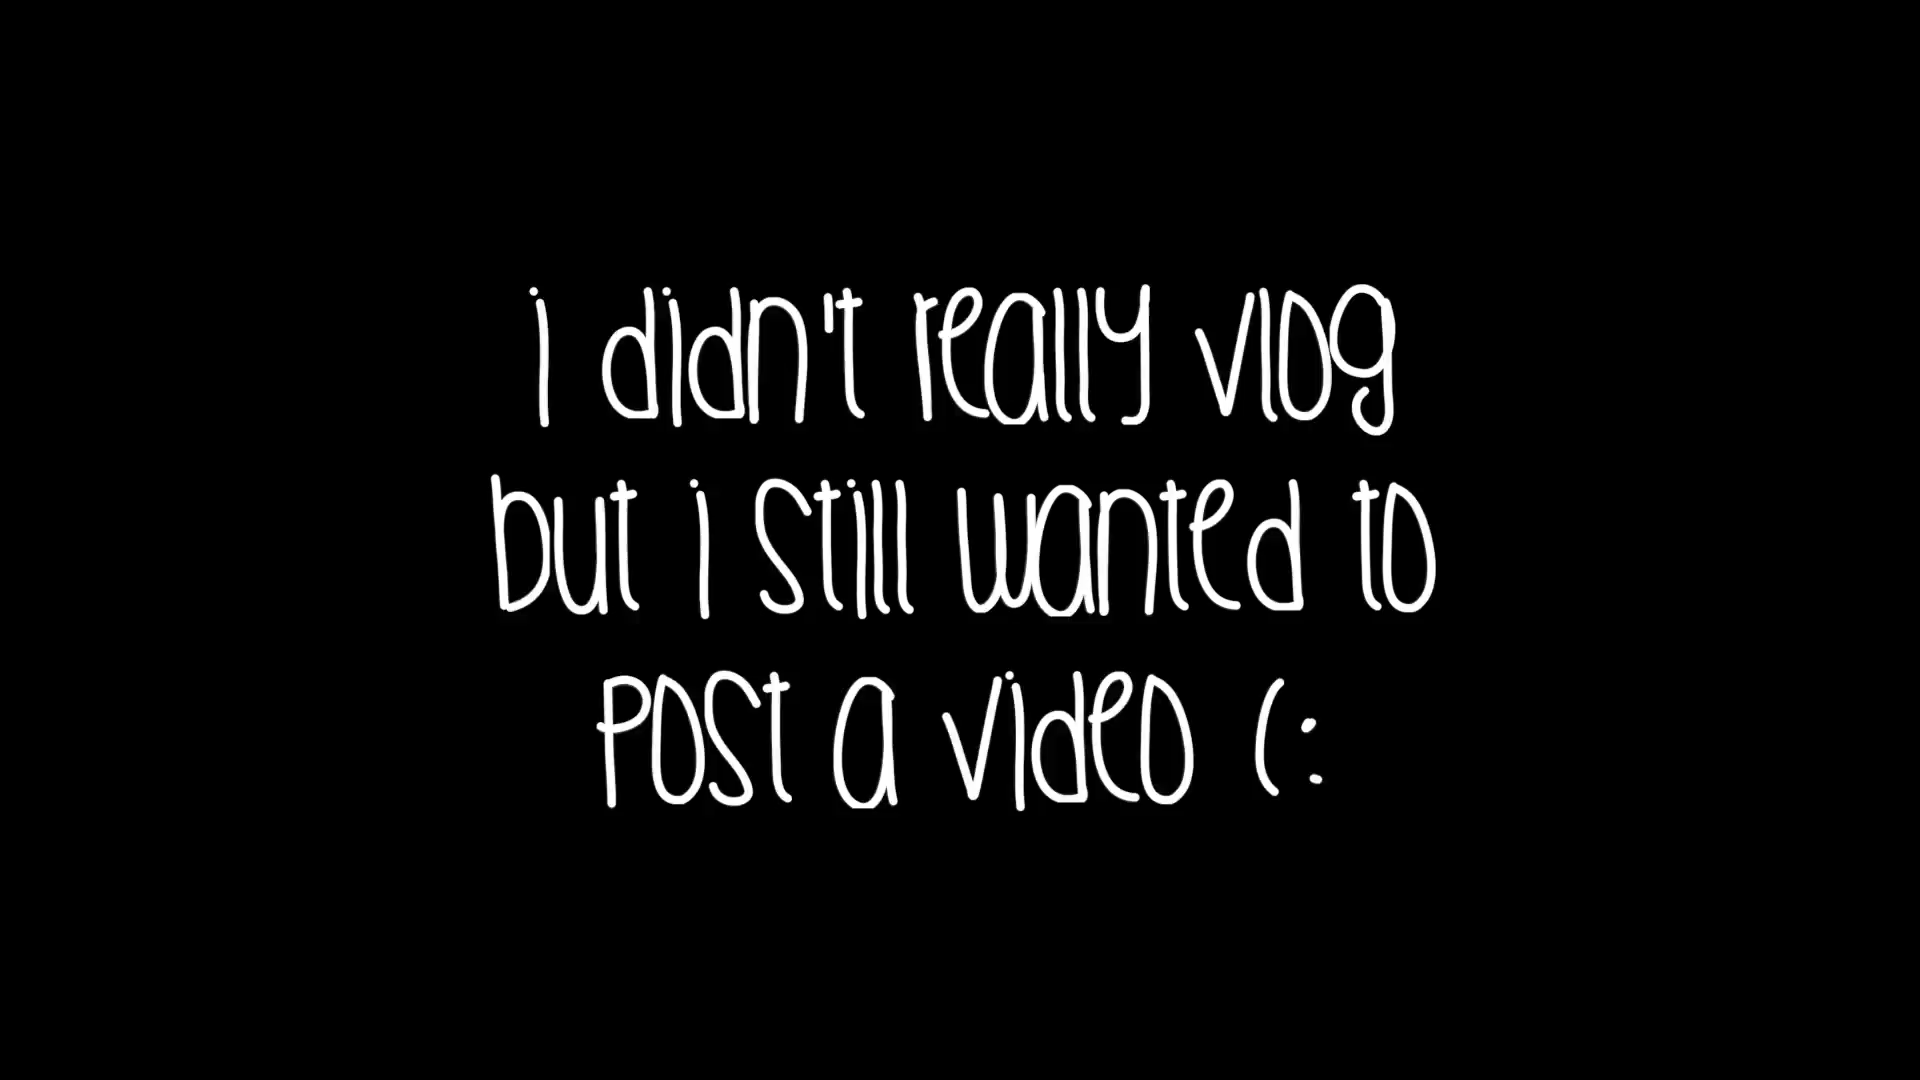 i didn't really vlog
but i still wanted to
post a video (: